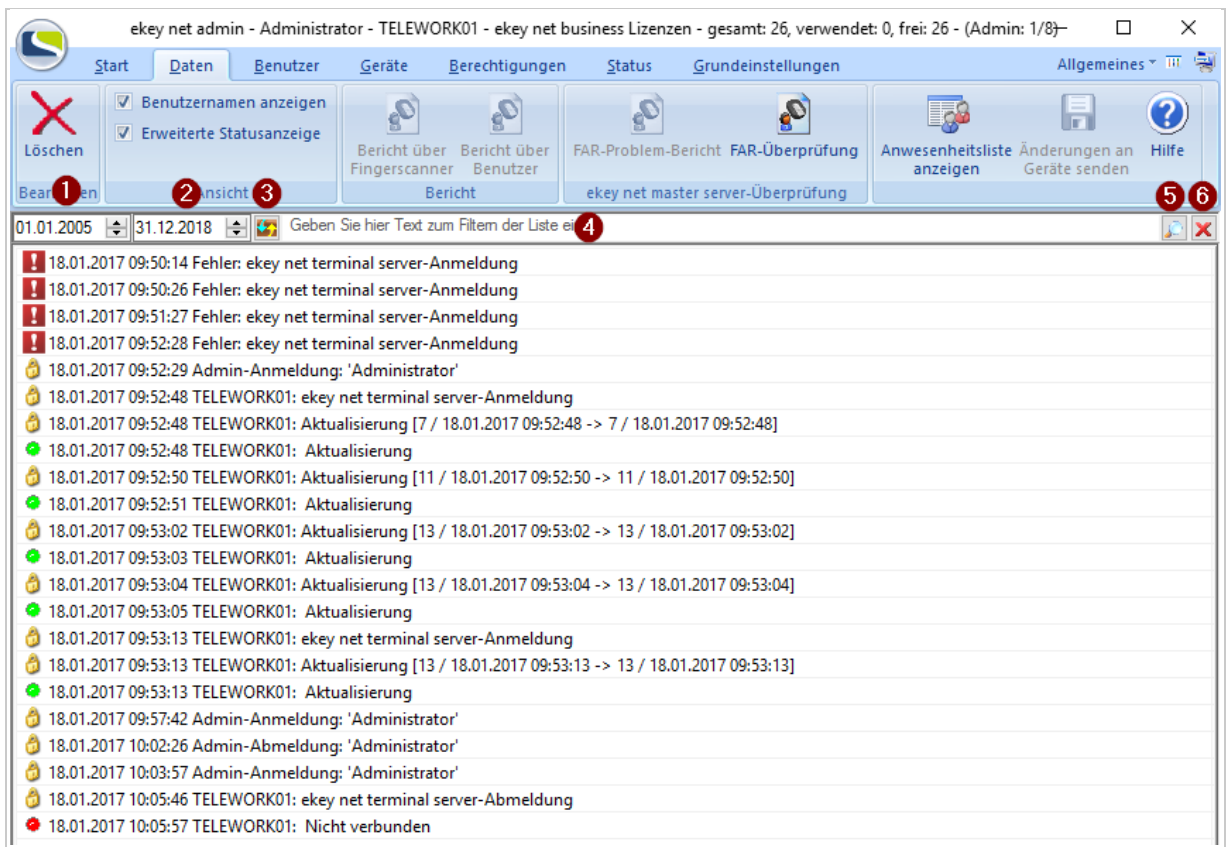 ekey net admin - Administrator - TELEWORK01 - ekey net business Lizenzen - gesamt: 26, verwendet: 0, frei: 26 - (Admin: 1/8)
Start Daten Benutzer Geräte Berechtigungen Status Grundeinstellungen Allgemeines
Benutzernamen anzeigen
Erweiterte Statusanzeige
Löschen
Bericht über Fingerscanner
Bericht über Benutzer
FAR-Problem-Bericht
FAR-Überprüfung
Anwesenheitsliste anzeigen
Änderungen an Geräte senden
Hilfe
1 2 Ansicht 3 Bericht ekey net master server-Überprüfung 5 6
01.01.2005 31.12.2018 Geben Sie hier Text zum Filtern der Liste ei 4
18.01.2017 09:50:14 Fehler: ekey net terminal server-Anmeldung
18.01.2017 09:50:26 Fehler: ekey net terminal server-Anmeldung
18.01.2017 09:51:27 Fehler: ekey net terminal server-Anmeldung
18.01.2017 09:52:28 Fehler: ekey net terminal server-Anmeldung
18.01.2017 09:52:29 Admin-Anmeldung: 'Administrator'
18.01.2017 09:52:48 TELEWORK01: ekey net terminal server-Anmeldung
18.01.2017 09:52:48 TELEWORK01: Aktualisierung [7 / 18.01.2017 09:52:48 -> 7 / 18.01.2017 09:52:48]
18.01.2017 09:52:48 TELEWORK01: Aktualisierung
18.01.2017 09:52:50 TELEWORK01: Aktualisierung [11 / 18.01.2017 09:52:50 -> 11 / 18.01.2017 09:52:50]
18.01.2017 09:52:51 TELEWORK01: Aktualisierung
18.01.2017 09:53:02 TELEWORK01: Aktualisierung [13 / 18.01.2017 09:53:02 -> 13 / 18.01.2017 09:53:02]
18.01.2017 09:53:03 TELEWORK01: Aktualisierung
18.01.2017 09:53:04 TELEWORK01: Aktualisierung [13 / 18.01.2017 09:53:04 -> 13 / 18.01.2017 09:53:04]
18.01.2017 09:53:05 TELEWORK01: Aktualisierung
18.01.2017 09:53:13 TELEWORK01: ekey net terminal server-Anmeldung
18.01.2017 09:53:13 TELEWORK01: Aktualisierung [13 / 18.01.2017 09:53:13 -> 13 / 18.01.2017 09:53:13]
18.01.2017 09:53:13 TELEWORK01: Aktualisierung
18.01.2017 09:57:42 Admin-Anmeldung: 'Administrator'
18.01.2017 10:02:26 Admin-Abmeldung: 'Administrator'
18.01.2017 10:03:57 Admin-Anmeldung: 'Administrator'
18.01.2017 10:05:46 TELEWORK01: ekey net terminal server-Abmeldung
18.01.2017 10:05:57 TELEWORK01: Nicht verbunden